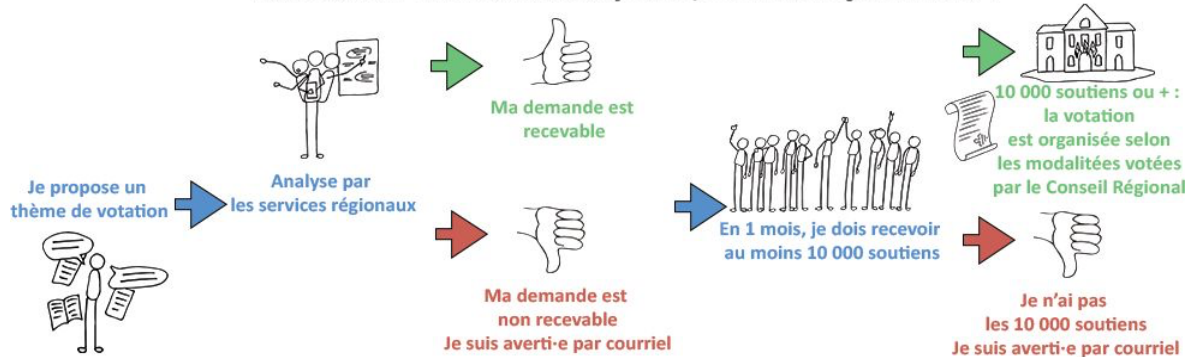 Je propose un
thème de votation
Analyse par
les services régionaux
Ma demande est
recevable
Ma demande est
non recevable
Je suis averti·e par courriel
En 1 mois, je dois recevoir
au moins 10 000 soutiens
10 000 soutiens ou + :
la votation
est organisée selon
les modalitées votées
par le Conseil Régional
Je n'ai pas
les 10 000 soutiens
Je suis averti·e par courriel